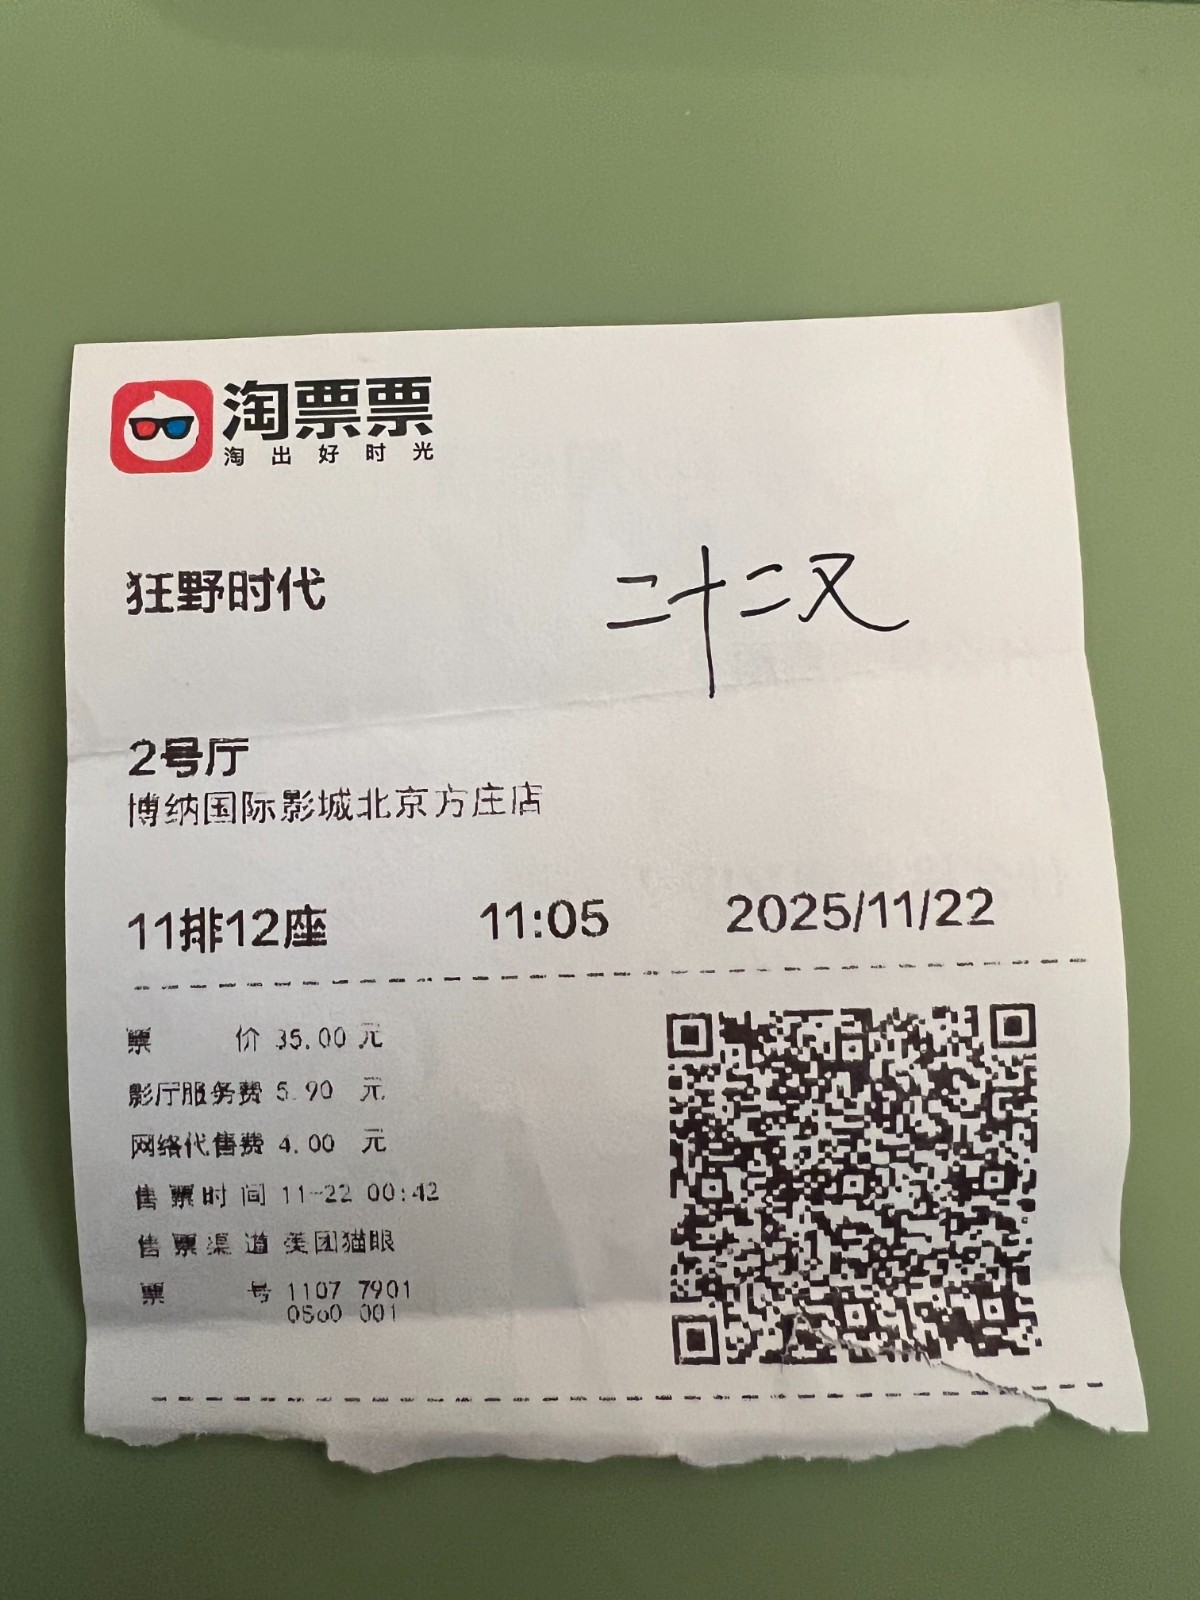 淘票票
淘出好时光
狂野时代
二十二又
2号厅
博纳国际影城北京方庄店
11排12座 11:05 2025/11/22
票 价 35.00 元
影厅服务费 5.90 元
网络代售费 4.00 元
售票时间 11-22 00:42
售票渠道 美团猫眼
票 号 1107 7901
0860 001